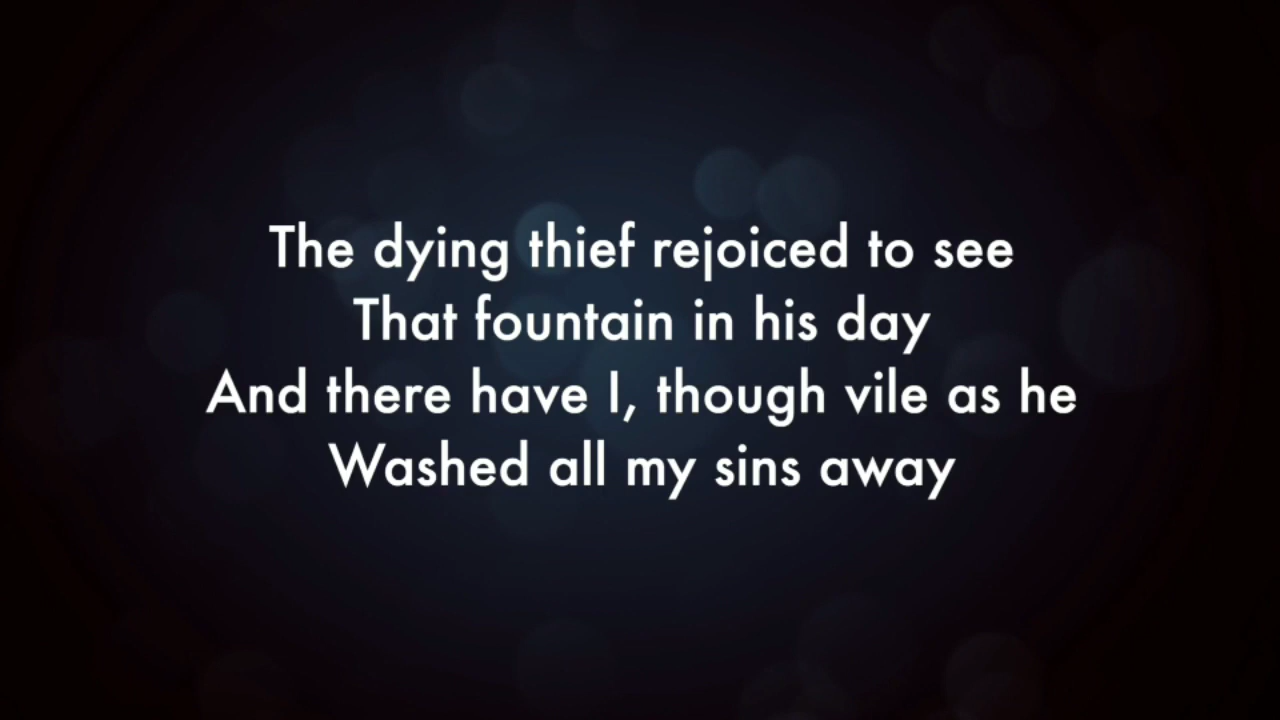 The dying thief rejoiced to see
That fountain in his day
And there have I, though vile as he
Washed all my sins away